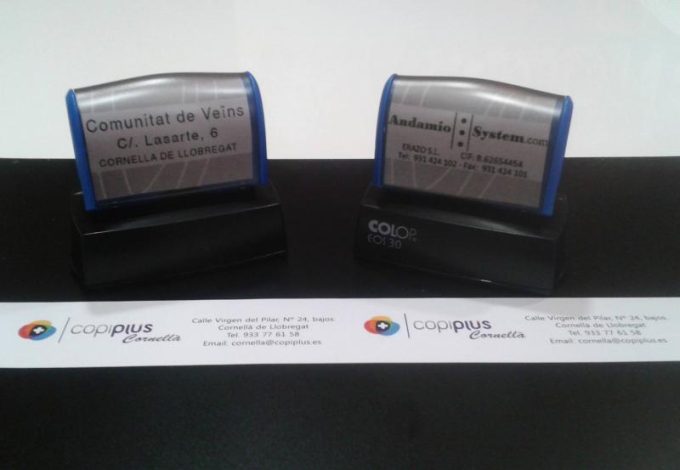 Comunitat de Veïns
C/. Lasarte, 6
CORNELLA DE LLOBREGAT
Andamio System.com
ERAZO S.L. CIF: B.62654454
Tel: 931 424 102 - Fax: 931 424 101
COLOP
EOS 30
copiplus
Cornellà
Calle Virgen del Pilar, Nº 24, bajos
Cornellà de Llobregat
Tel. 933 77 61 58
Email: cornella@copiplus.es
copiplus
Cornellà
Calle Virgen del Pilar, Nº 24, bajos.
Cornellà de Llobregat
Tel. 933 77 61 58
Email: cornella@copiplus.es